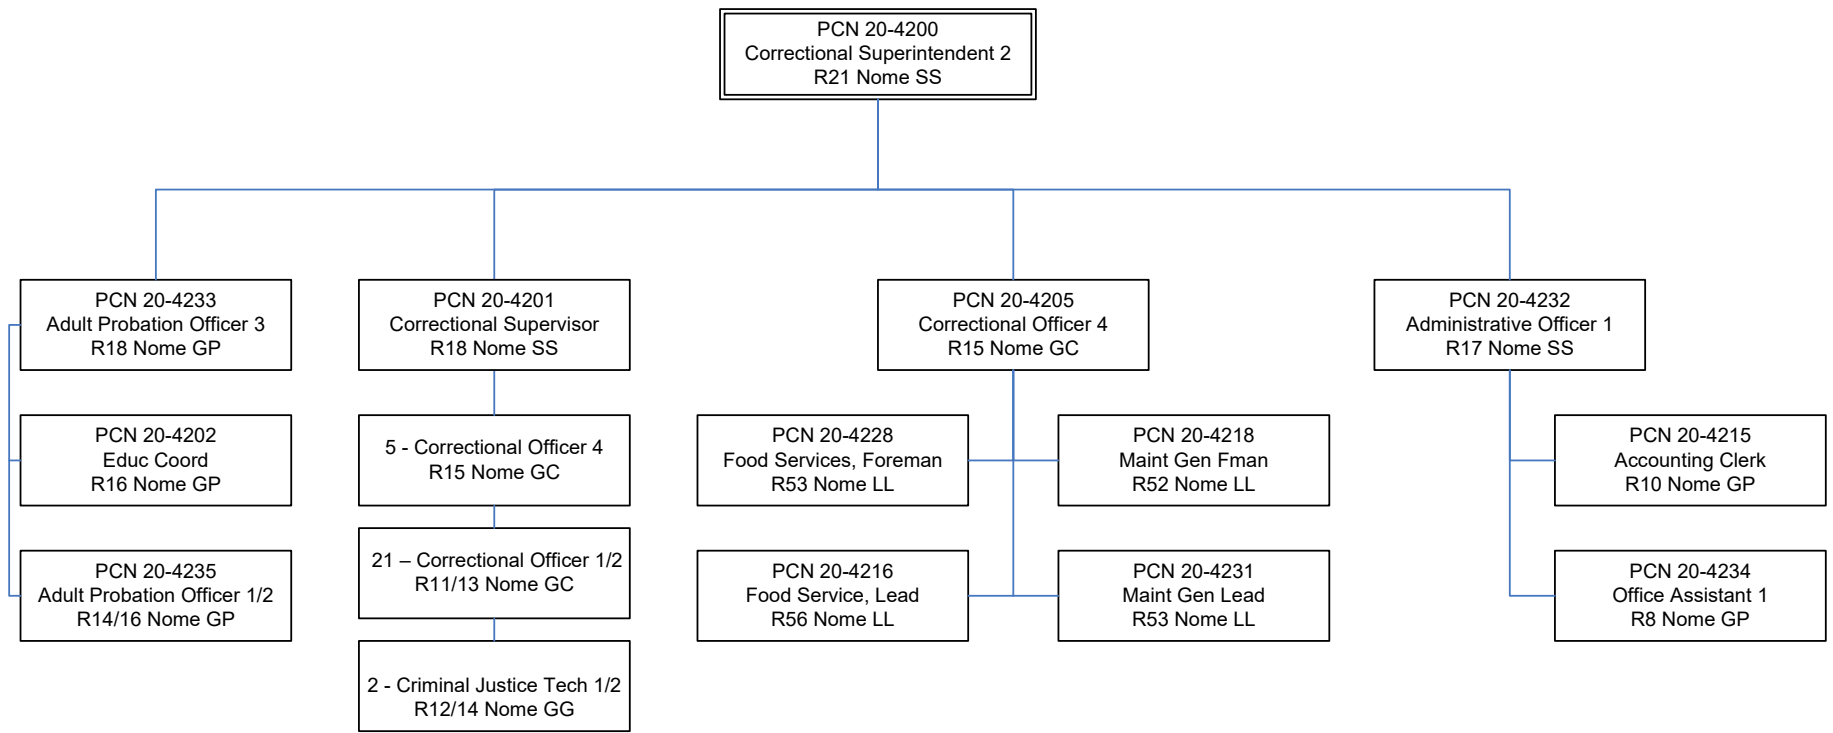 PCN 20-4200
Correctional Superintendent 2
R21 Nome SS
PCN 20-4233
Adult Probation Officer 3
R18 Nome GP
PCN 20-4201
Correctional Supervisor
R18 Nome SS
PCN 20-4205
Correctional Officer 4
R15 Nome GC
PCN 20-4232
Administrative Officer 1
R17 Nome SS
PCN 20-4202
Educ Coord
R16 Nome GP
5 - Correctional Officer 4
R15 Nome GC
PCN 20-4228
Food Services, Foreman
R53 Nome LL
PCN 20-4218
Maint Gen Fman
R52 Nome LL
PCN 20-4215
Accounting Clerk
R10 Nome GP
PCN 20-4235
Adult Probation Officer 1/2
R14/16 Nome GP
21 – Correctional Officer 1/2
R11/13 Nome GC
PCN 20-4216
Food Service, Lead
R56 Nome LL
PCN 20-4231
Maint Gen Lead
R53 Nome LL
PCN 20-4234
Office Assistant 1
R8 Nome GP
2 - Criminal Justice Tech 1/2
R12/14 Nome GG